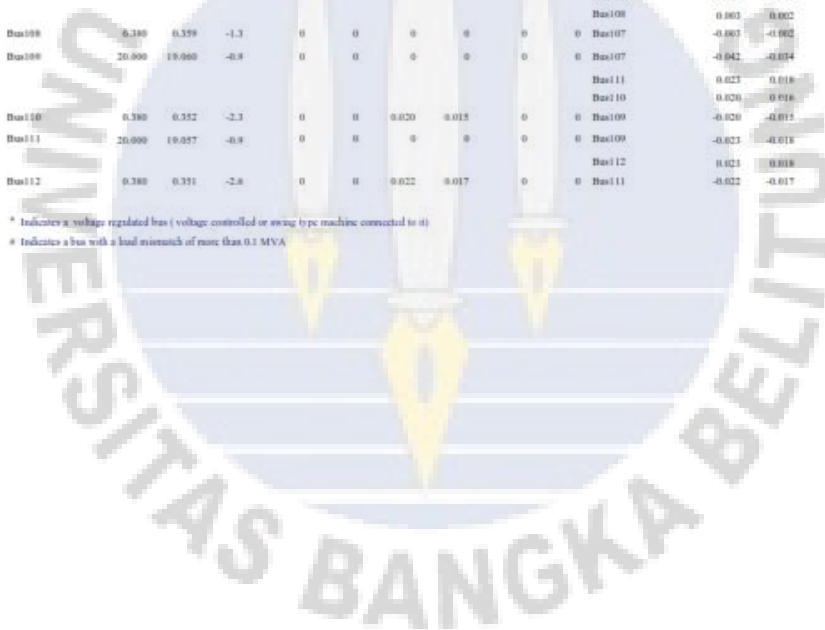 Bus108 0.003 0.002
Bus108 0.380 0.359 -1.3 0 0 0 0 0 0 Bus107 -0.003 -0.002
Bus109 20.000 19.060 -0.9 0 0 0 0 0 0 Bus107 -0.042 -0.034
Bus111 0.023 0.018
Bus110 0.020 0.016
Bus110 0.380 0.352 -2.3 0 0 0.020 0.015 0 0 Bus109 -0.020 -0.015
Bus111 20.000 19.057 -0.9 0 0 0 0 0 0 Bus109 -0.023 -0.018
Bus112 0.023 0.018
Bus112 0.380 0.351 -2.6 0 0 0.022 0.017 0 0 Bus111 -0.022 -0.017
* Indicates a voltage regulated bus ( voltage controlled or swing type machine connected to it)
# Indicates a bus with a load mismatch of more than 0.1 MVA
UNIVERSITAS BANGKA BELITUNG